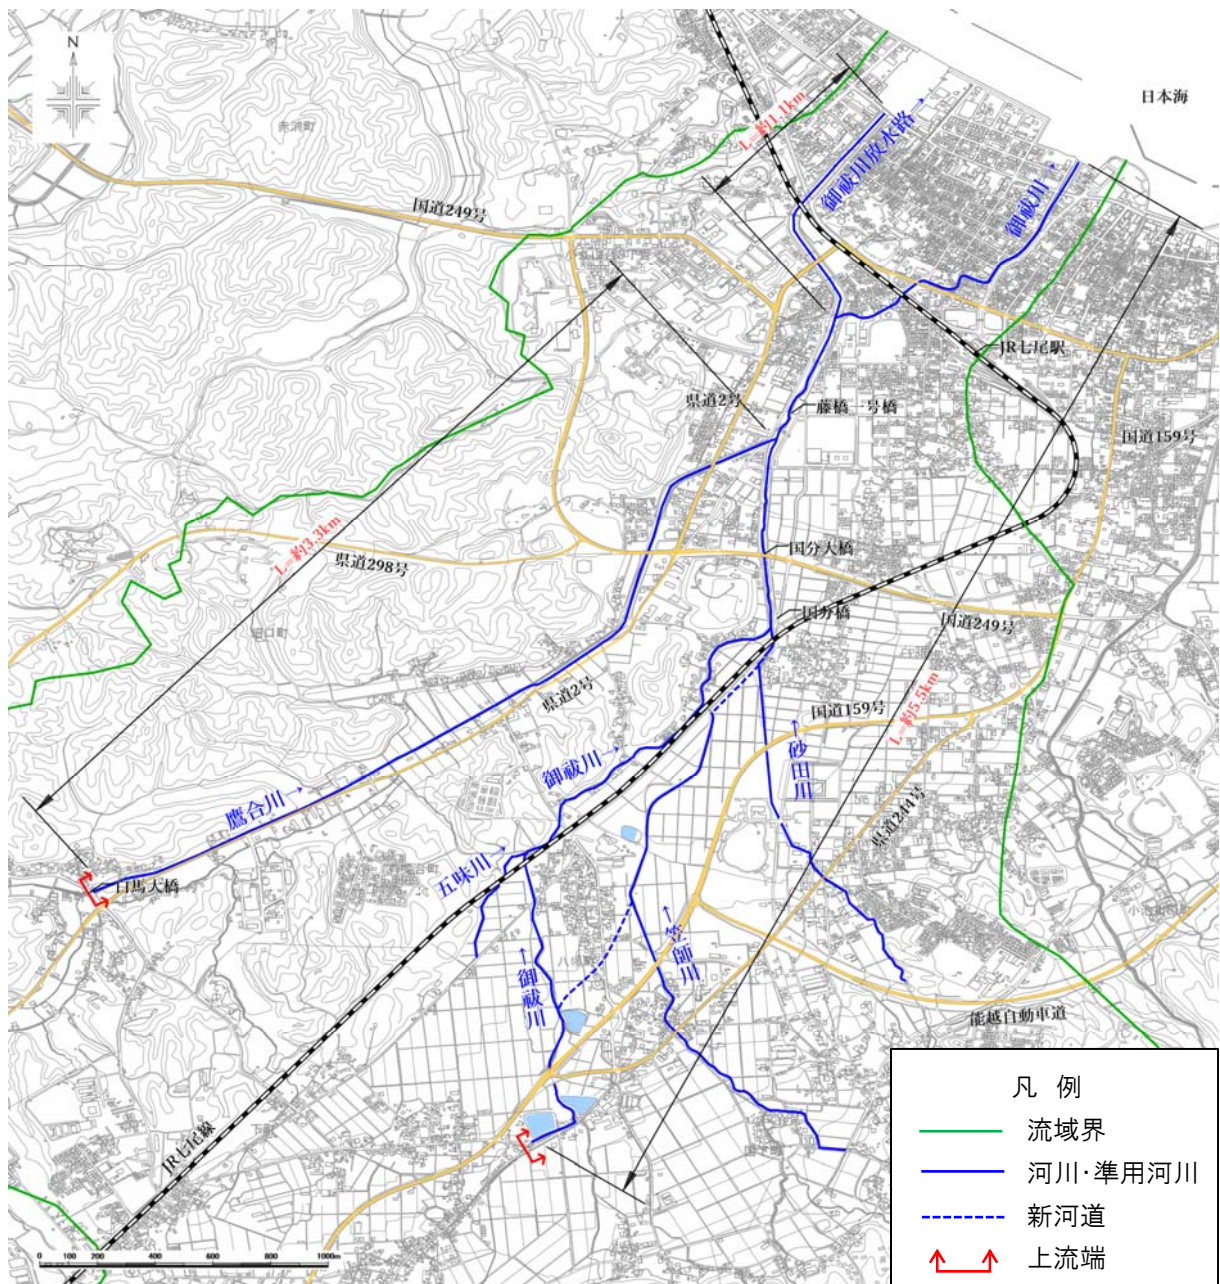 N
日本海
赤浦町
L=約1.1km
御祓川放水路→
御祓川→
国道249号
JR七尾駅
県道2号
藤橋一号橋
国道159号
L=約3.3km
県道298号
国分大橋
国分橋
国道249号
県道2号
国道159号
L=約5.5km
御祓川→
←砂田川
鷹合川→
県道244号
五味川→
白馬大橋
←笠師川
←御祓川
能越自動車道
JR七尾線
0 100 200 400 600 800 1000m
凡 例
流域界
河川・準用河川
新河道
上流端